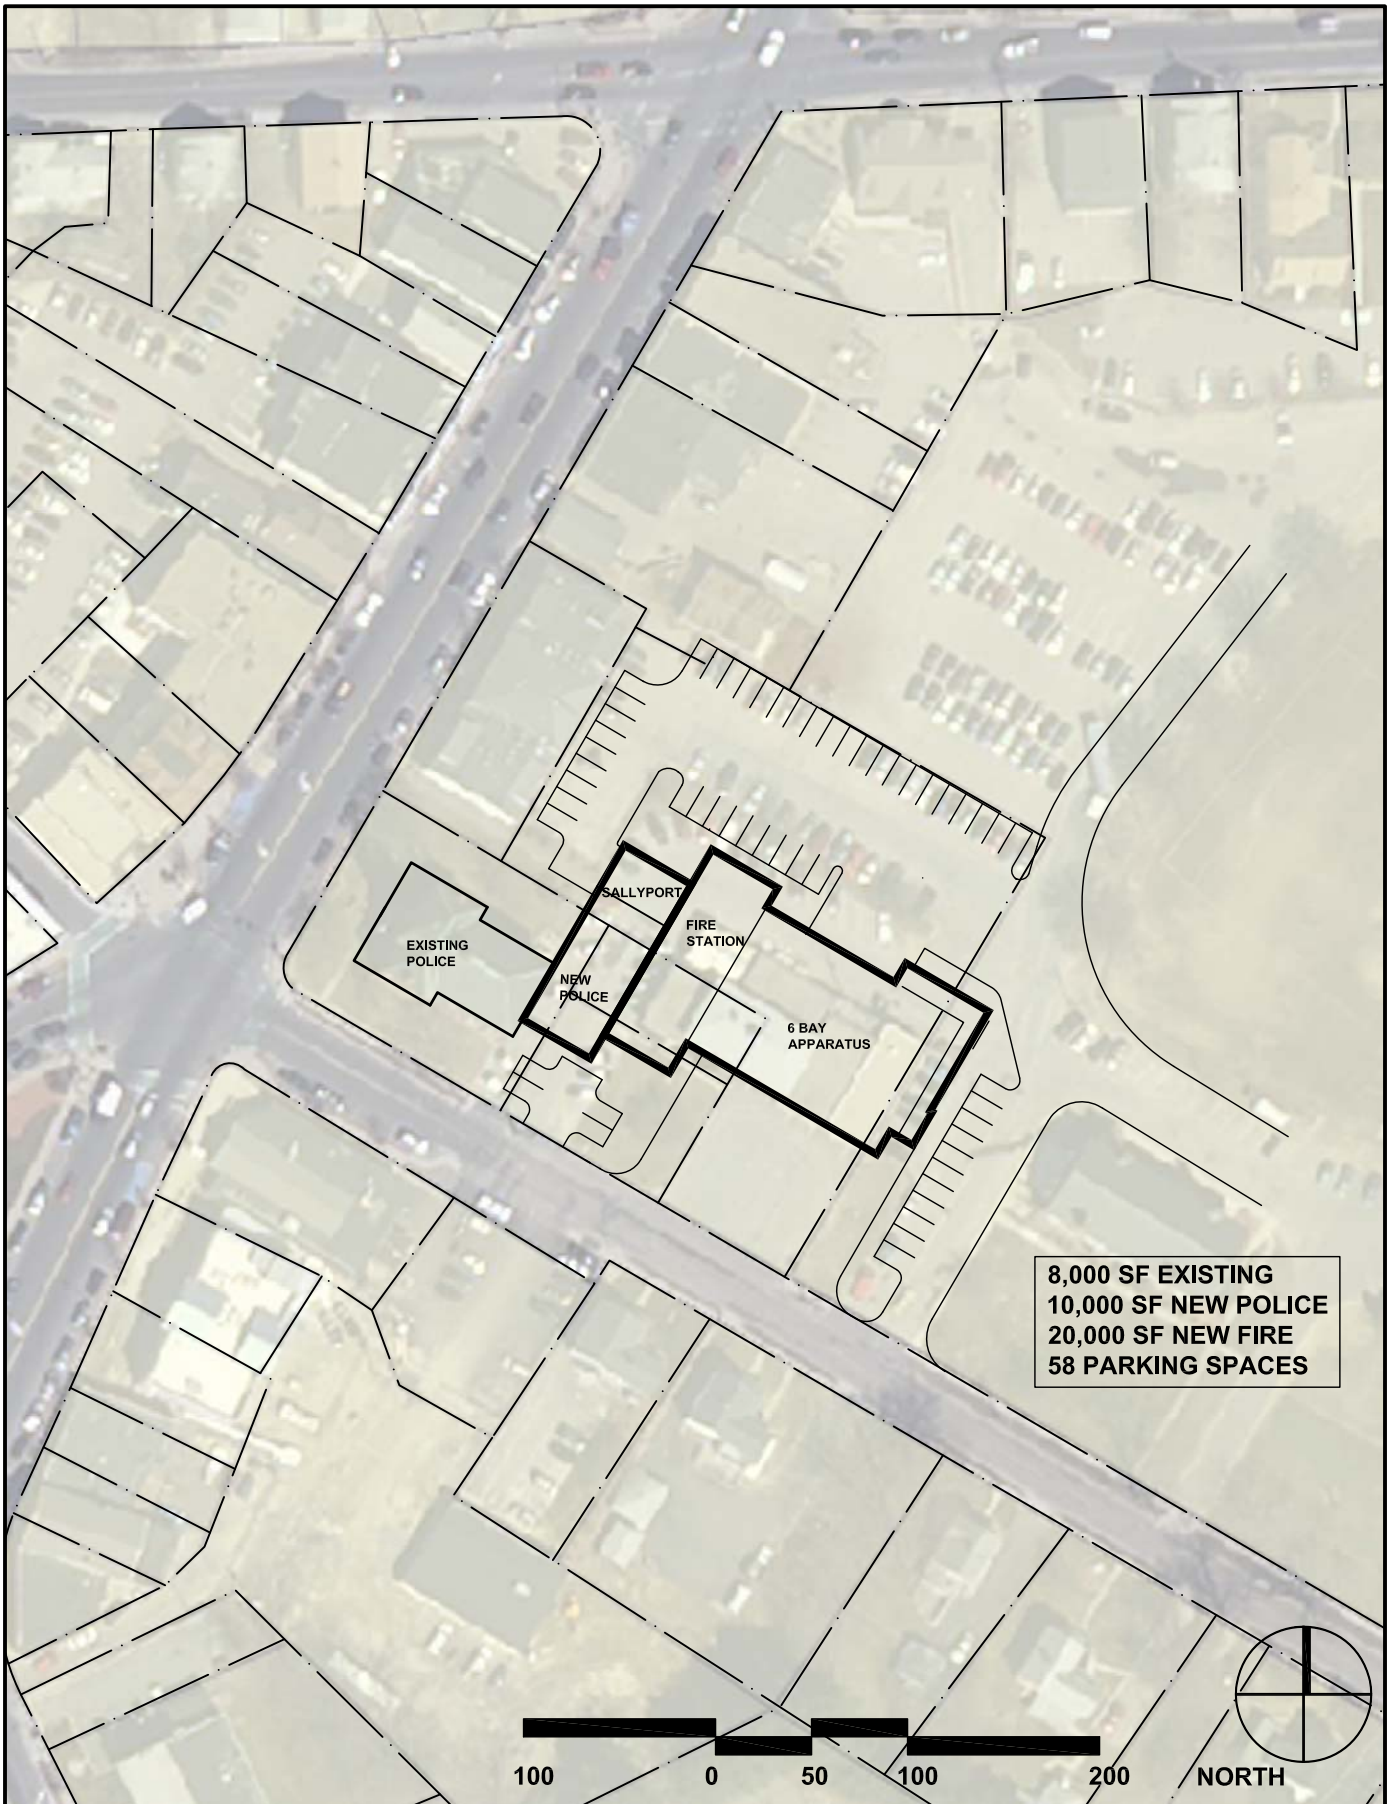 SALLYPORT
FIRE
STATION
EXISTING
POLICE
NEW
POLICE
6 BAY
APPARATUS
8,000 SF EXISTING
10,000 SF NEW POLICE
20,000 SF NEW FIRE
58 PARKING SPACES
100 0 50 100 200
NORTH